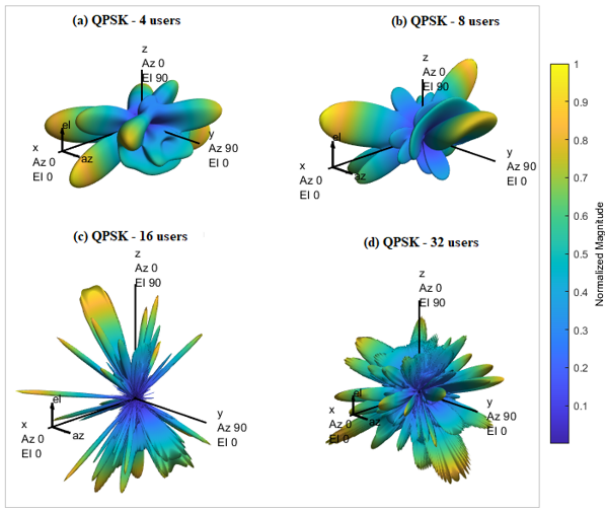 (a) QPSK - 4 users
z
Az 0
El 90
el
x
Az 0
El 0
az
y
Az 90
El 0
(b) QPSK - 8 users
z
Az 0
El 90
el
x
Az 0
El 0
az
y
Az 90
El 0
(c) QPSK - 16 users
z
Az 0
El 90
el
x
Az 0
El 0
az
y
Az 90
El 0
(d) QPSK - 32 users
z
Az 0
El 90
el
x
Az 0
El 0
az
y
Az 90
El 0
1
0.9
0.8
0.7
0.6
0.5
0.4
0.3
0.2
0.1
Normalized Magnitude